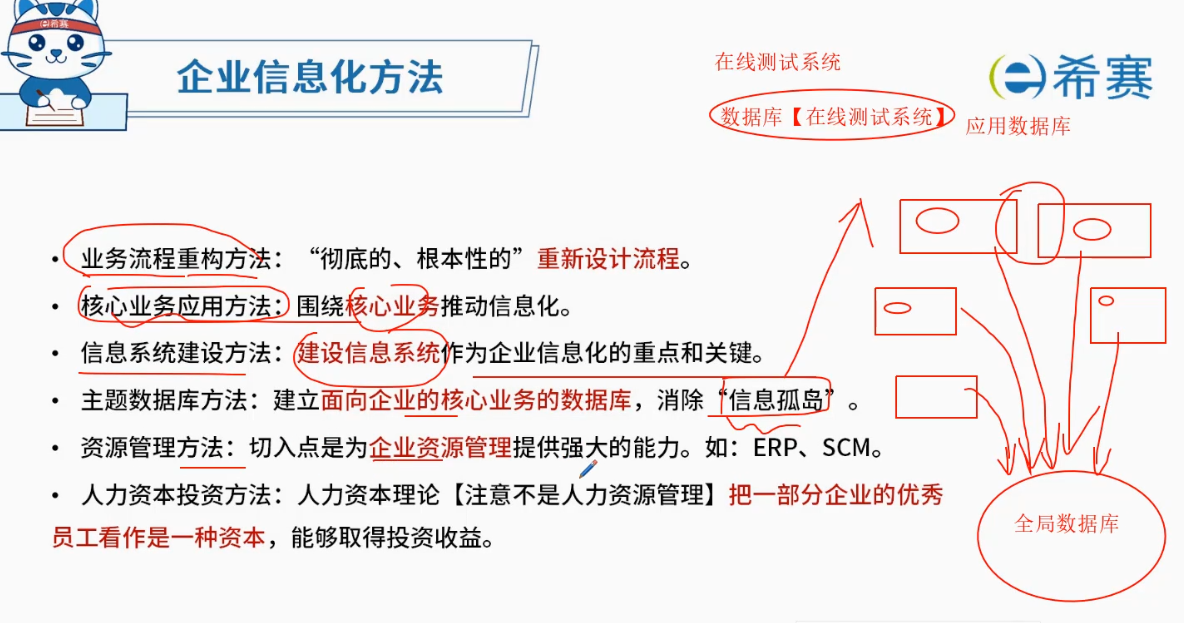 希赛
企业信息化方法
在线测试系统
数据库【在线测试系统】
应用数据库
希赛
• 业务流程重构方法：“彻底的、根本性的”重新设计流程。
• 核心业务应用方法：围绕核心业务推动信息化。
• 信息系统建设方法：建设信息系统作为企业信息化的重点和关键。
• 主题数据库方法：建立面向企业的核心业务的数据库，消除“信息孤岛”。
• 资源管理方法：切入点是为企业资源管理提供强大的能力。如：ERP、SCM。
• 人力资本投资方法：人力资本理论【注意不是人力资源管理】把一部分企业的优秀
员工看作是一种资本，能够取得投资收益。
全局数据库